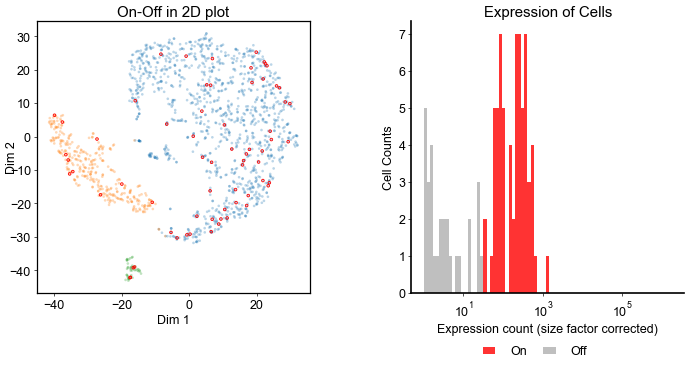 On-Off in 2D plot
30
20
10
0
−10
−20
−30
−40
Dim 2
−40
−20
0
20
Dim 1
Expression of Cells
7
6
5
4
3
2
1
0
Cell Counts
10^1
10^3
10^5
Expression count (size factor corrected)
On
Off